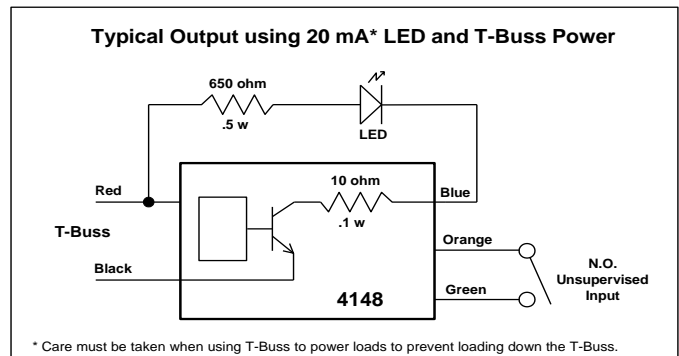 Typical Output using 20 mA* LED and T-Buss Power
650 ohm
.5 w
LED
10 ohm
.1 w
Red
Blue
T-Buss
Orange
Black
Green
N.O.
Unsupervised
Input
4148
* Care must be taken when using T-Buss to power loads to prevent loading down the T-Buss.